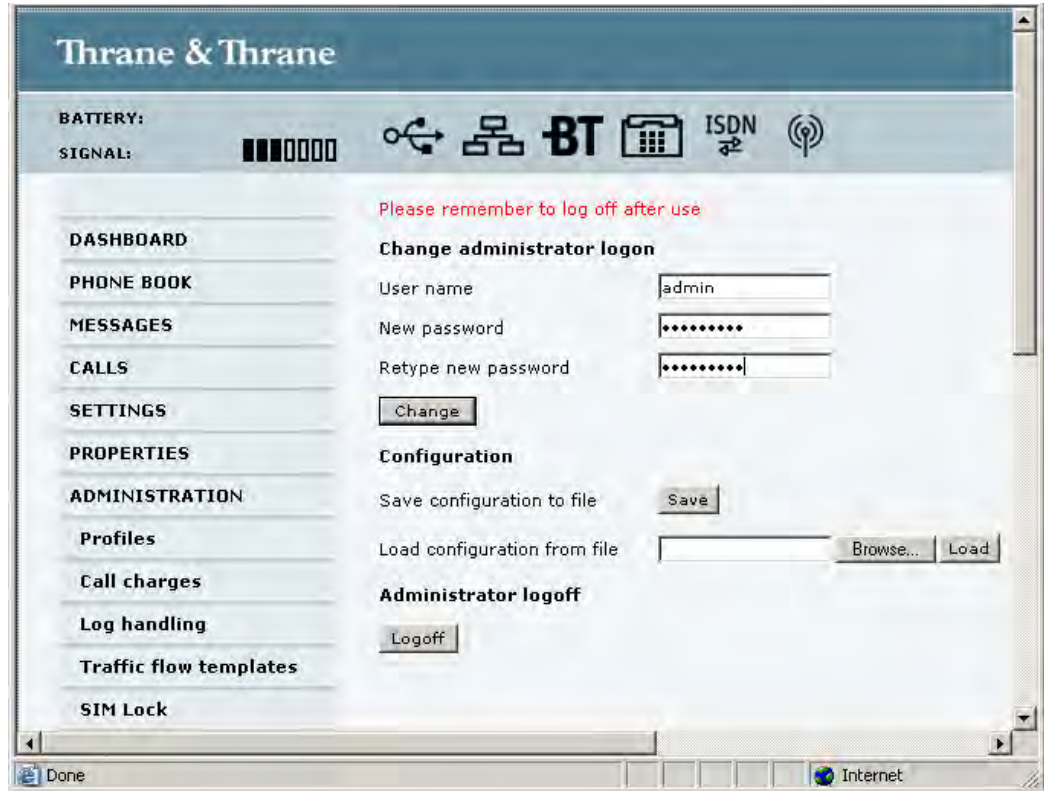 Thrane & Thrane
BATTERY:
SIGNAL:
BT
ISDN
Please remember to log off after use
DASHBOARD
PHONE BOOK
MESSAGES
CALLS
SETTINGS
PROPERTIES
ADMINISTRATION
Profiles
Call charges
Log handling
Traffic flow templates
SIM Lock
Change administrator logon
User name admin
New password •••••••••
Retype new password •••••••••
Change
Configuration
Save configuration to file Save
Load configuration from file Browse... Load
Administrator logoff
Logoff
Done Internet